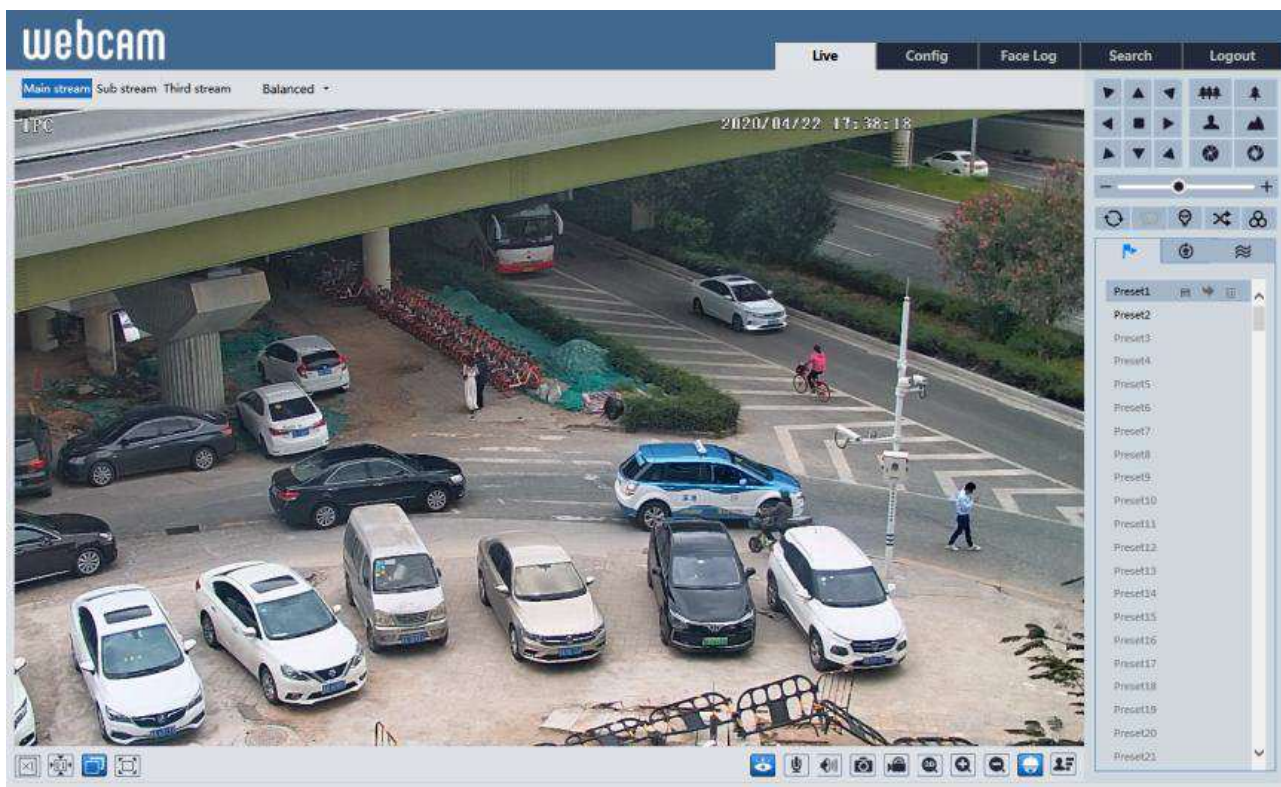 webcam
Live Config Face Log Search Logout
Main stream Sub stream Third stream Balanced
IPC
2020/04/22 17:38:18
Preset1
Preset2
Preset3
Preset4
Preset5
Preset6
Preset7
Preset8
Preset9
Preset10
Preset11
Preset12
Preset13
Preset14
Preset15
Preset16
Preset17
Preset18
Preset19
Preset20
Preset21